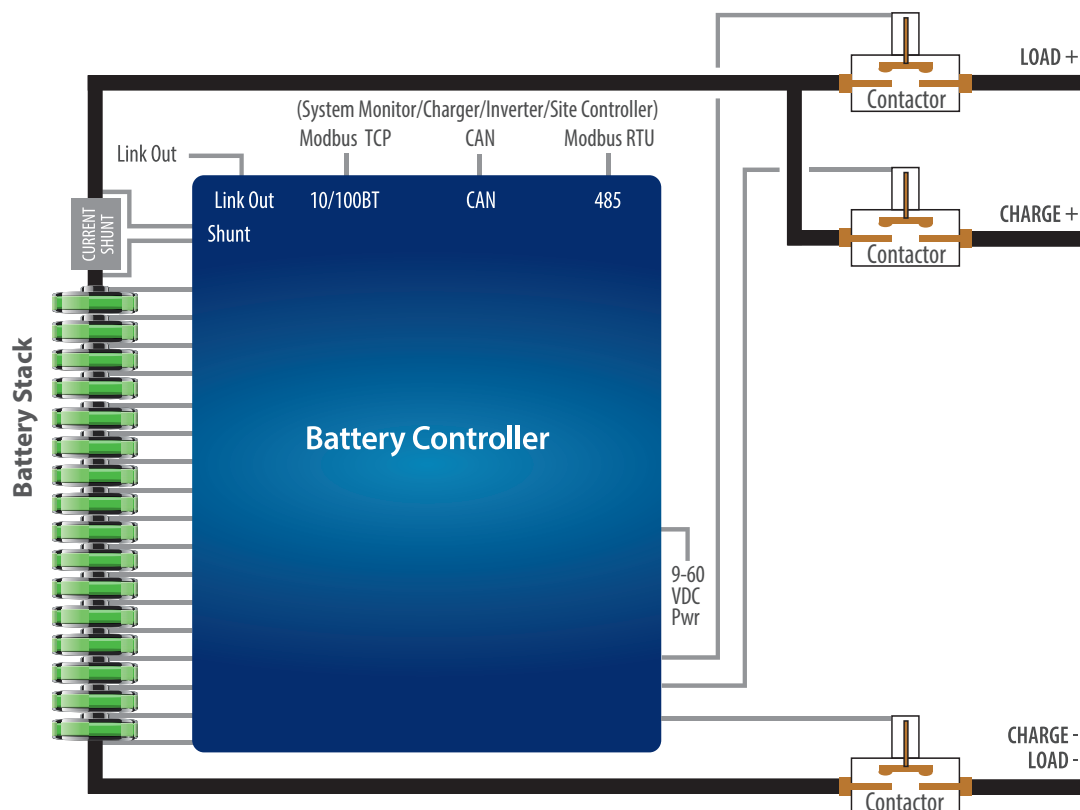 LOAD +
Contactor
(System Monitor/Charger/Inverter/Site Controller)
Modbus TCP
CAN
Modbus RTU
Link Out
Link Out
10/100BT
CAN
485
Shunt
CURRENT
SHUNT
CHARGE +
Contactor
Battery Stack
Battery Controller
9-60
VDC
Pwr
CHARGE -
LOAD -
Contactor